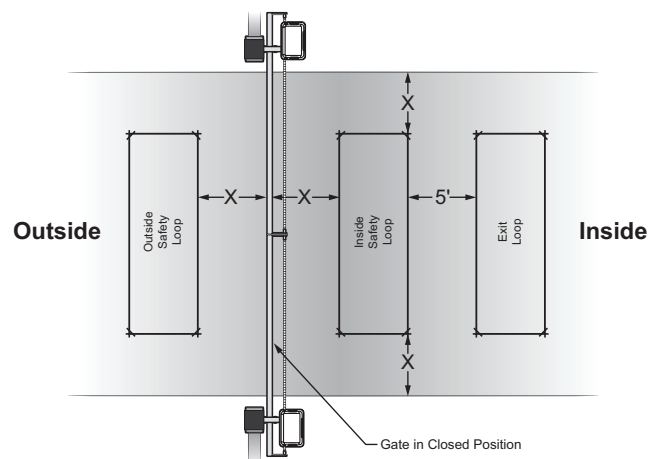 X
Outside
Outside
Safety
Loop
X
X
Inside
Safety
Loop
5'
Exit
Loop
Inside
X
Gate in Closed Position